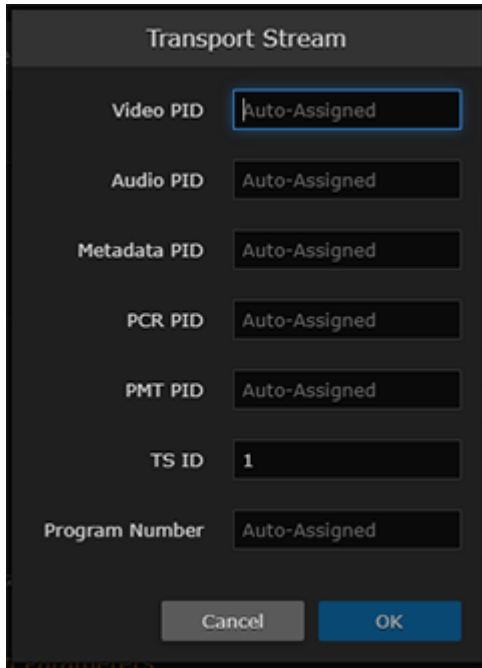 Transport Stream
Video PID Auto-Assigned
Audio PID Auto-Assigned
Metadata PID Auto-Assigned
PCR PID Auto-Assigned
PMT PID Auto-Assigned
TS ID 1
Program Number Auto-Assigned
Cancel OK